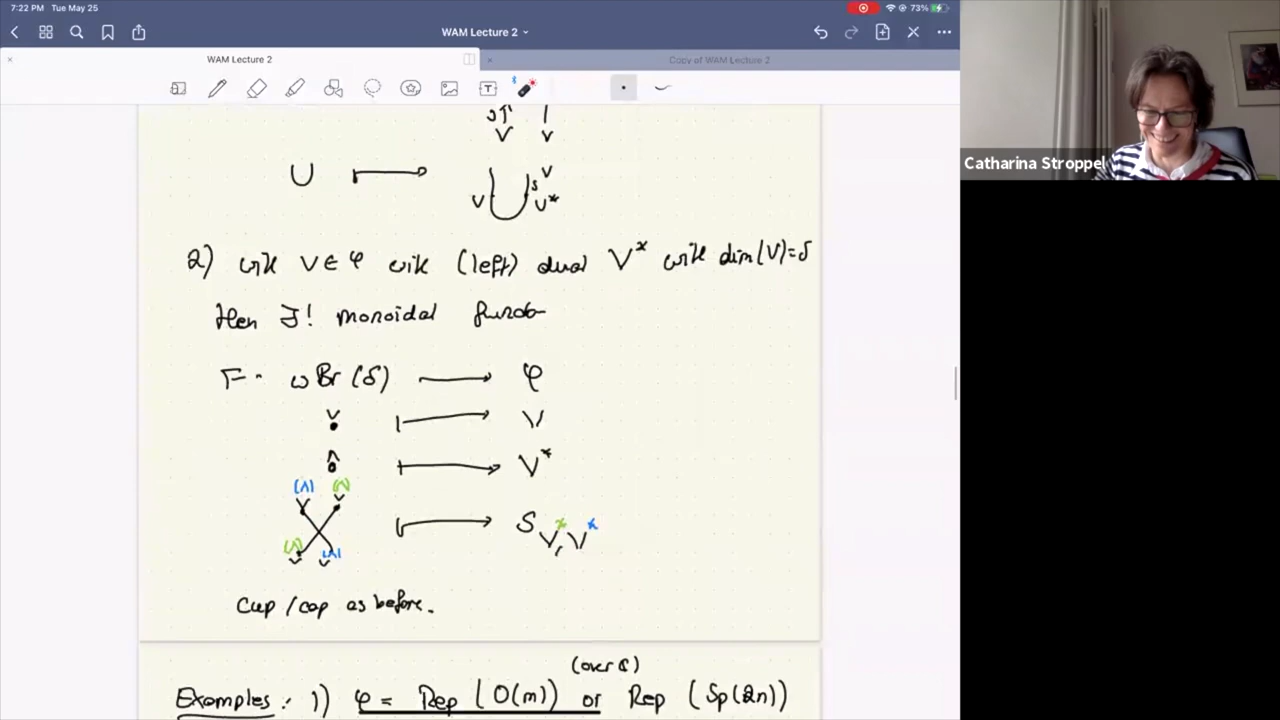 7:22 PM Tue May 25
73%
WAM Lecture 2
WAM Lecture 2
Copy of WAM Lecture 2
Catharina Stroppel
V V
U ⟼ V V V*
2) with V ∈ φ with (left) dual V* with dim(V)=δ
then ∃! monoidal
F: ωBr(δ) ⟶ φ
∨ • ⟼ V
∧ • ⟼ V*
(∧) (∧)
∨ ∨
⟼ S V*, V*
(∧) (∧)
∨ ∨
Cup / cap as before.
(over ℂ)
Examples: 1) φ = Rep (O(m)) or Rep (Sp(2n))